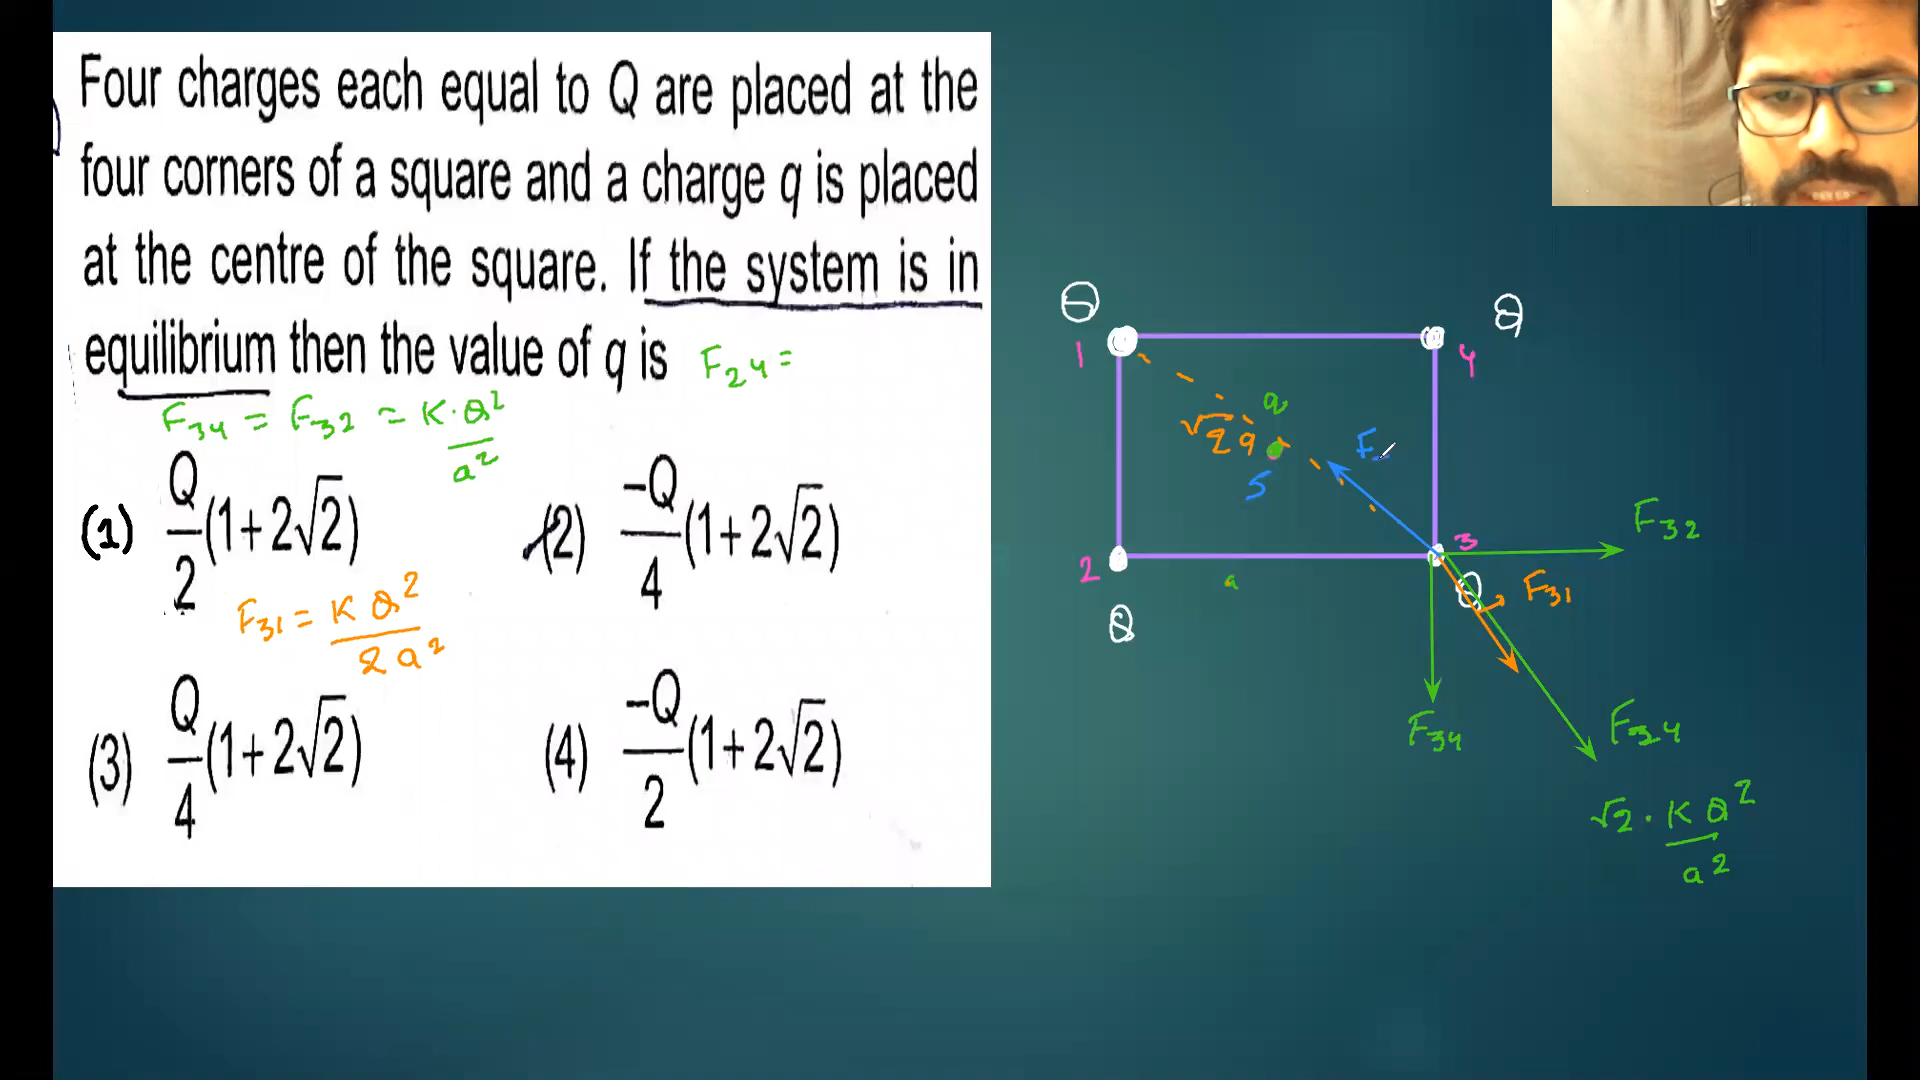 Four charges each equal to Q are placed at the
four corners of a square and a charge q is placed
at the centre of the square. If the system is in
equilibrium then the value of q is F24 =
F34 = F32 = K·Q²/a²
(1) Q/2(1+2√2)
(2) −Q/4(1+2√2)
F31 = KQ²/2a²
(3) Q/4(1+2√2)
(4) −Q/2(1+2√2)
Q
Q
1
4
q
√2a
5
3
F32
2
a
Q
Q
F31
F34
F324
√2·KQ²/a²